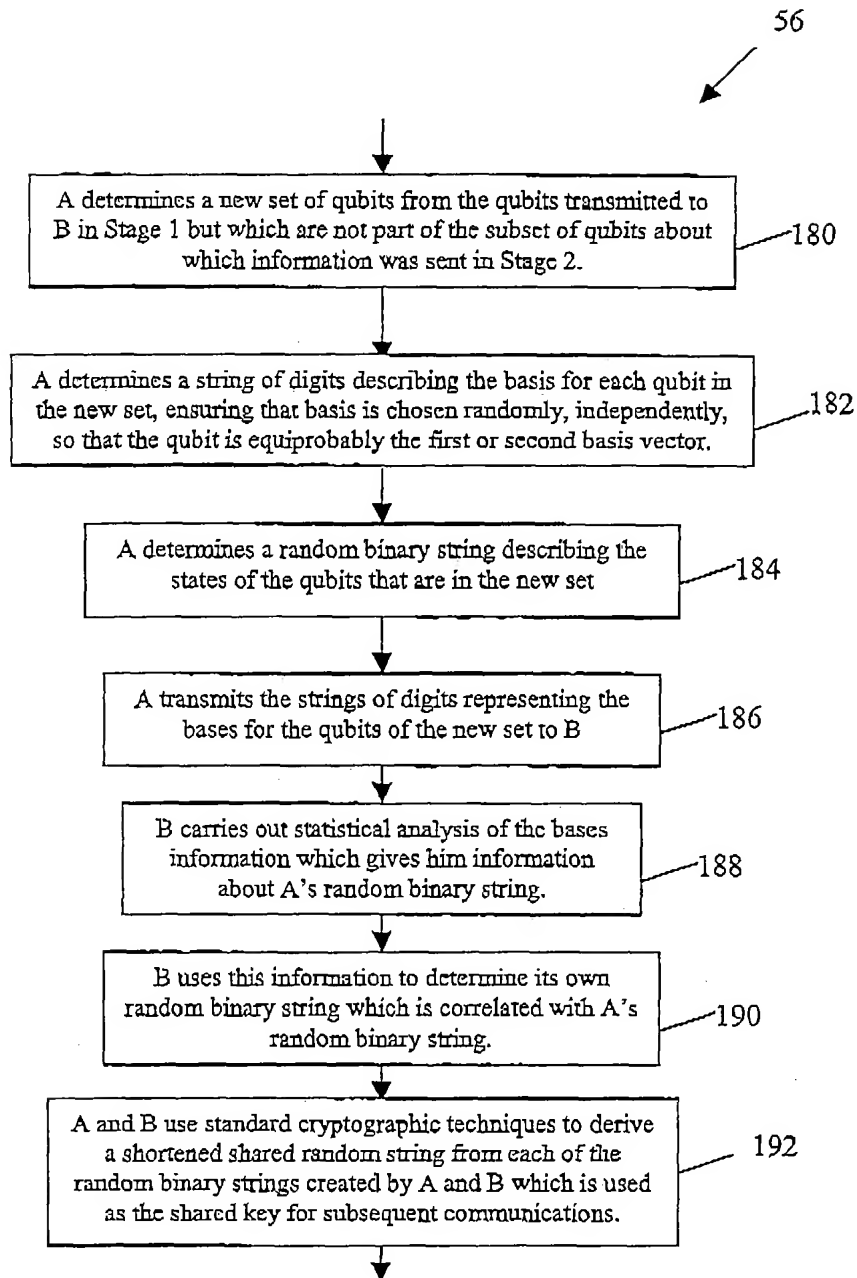 56
A determines a new set of qubits from the qubits transmitted to
B in Stage 1 but which are not part of the subset of qubits about
which information was sent in Stage 2.
180
A determines a string of digits describing the basis for each qubit in
the new set, ensuring that basis is chosen randomly, independently,
so that the qubit is equiprobably the first or second basis vector.
182
A determines a random binary string describing the
states of the qubits that are in the new set
184
A transmits the strings of digits representing the
bases for the qubits of the new set to B
186
B carries out statistical analysis of the bases
information which gives him information
about A's random binary string.
188
B uses this information to determine its own
random binary string which is correlated with A's
random binary string.
190
A and B use standard cryptographic techniques to derive
a shortened shared random string from each of the
random binary strings created by A and B which is used
as the shared key for subsequent communications.
192